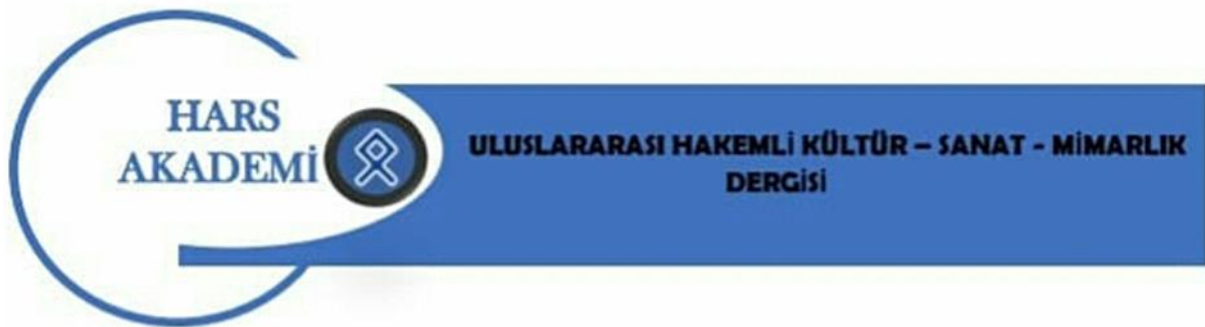 HARS
AKADEMİ
ULUSLARARASI HAKEMLİ KÜLTÜR – SANAT - MİMARLIK
DERGİSİ